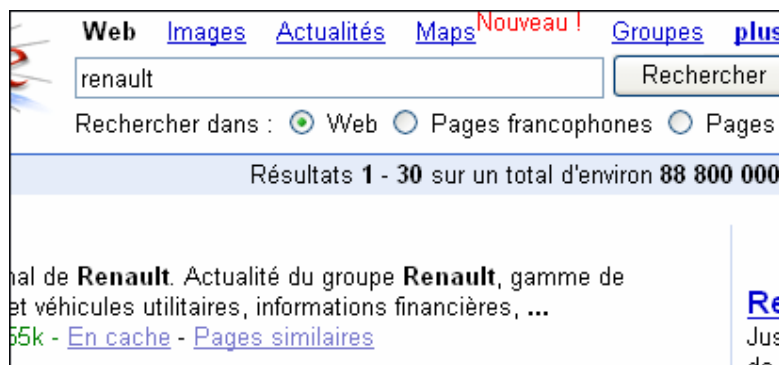 Web Images Actualités Maps Nouveau ! Groupes plus
renault Rechercher
Rechercher dans : Web Pages francophones Pages
Résultats 1 - 30 sur un total d'environ 88 800 000
de Renault. Actualité du groupe Renault, gamme de
et véhicules utilitaires, informations financières, ...
55k - En cache - Pages similaires
Re
Jus